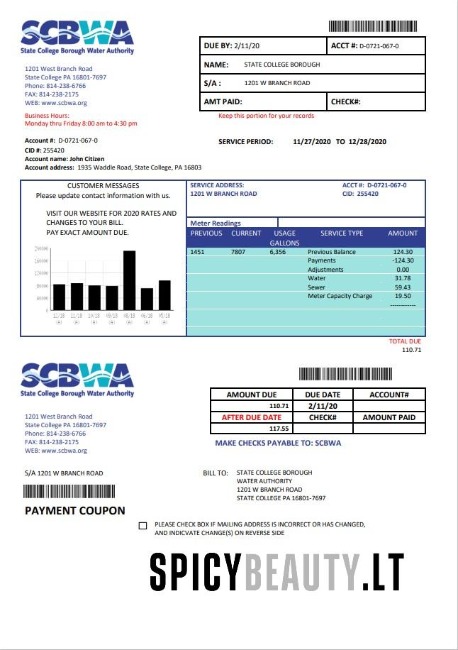 SCBWA
State College Borough Water Authority
1201 West Branch Road
State College PA 16801-7697
Phone: 814-238-6766
FAX: 814-238-2175
WEB: www.scbwa.org
Business Hours:
Monday thru Friday 8:00 am to 4:30 pm
DUE BY: 2/11/20 ACCT #: D-0721-067-0
NAME: STATE COLLEGE BOROUGH
S/A : 1201 W BRANCH ROAD
AMT PAID: CHECK#:
Keep this portion for your records
Account #: D-0721-067-0
CID #: 255420
Account name: John Citizen
Account address: 1935 Waddle Road, State College, PA 16803
SERVICE PERIOD: 11/27/2020 TO 12/28/2020
CUSTOMER MESSAGES
Please update contact information with us.
VISIT OUR WEBSITE FOR 2020 RATES AND
CHANGES TO YOUR BILL.
PAY EXACT AMOUNT DUE.
SERVICE ADDRESS: ACCT #: D-0721-067-0
1201 W BRANCH ROAD CID: 255420
Meter Readings
PREVIOUS CURRENT USAGE SERVICE TYPE AMOUNT
GALLONS
1451 7807 6,356 Previous Balance 124.30
Payments -124.30
Adjustments 0.00
Water 31.78
Sewer 59.43
Meter Capacity Charge 19.50
------------
TOTAL DUE
110.71
SCBWA
State College Borough Water Authority
1201 West Branch Road
State College PA 16801-7697
Phone: 814-238-6766
FAX: 814-238-2175
WEB: www.scbwa.org
AMOUNT DUE DUE DATE ACCOUNT#
110.71 2/11/20
AFTER DUE DATE CHECK# AMOUNT PAID
117.55
MAKE CHECKS PAYABLE TO: SCBWA
S/A 1201 W BRANCH ROAD
BILL TO: STATE COLLEGE BOROUGH
WATER AUTHORITY
1201 W BRANCH ROAD
STATE COLLEGE PA 16801-7697
PAYMENT COUPON
PLEASE CHECK BOX IF MAILING ADDRESS IS INCORRECT OR HAS CHANGED,
AND INDICVATE CHANGE(S) ON REVERSE SIDE
SPICYBEAUTY.LT